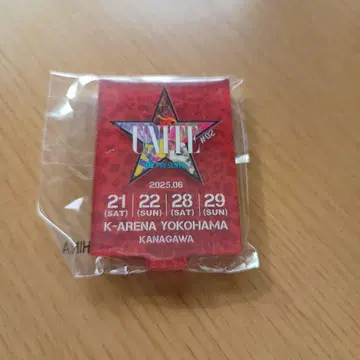 UNITE #02
2025.06
21 | 22 | 28 | 29
(SAT) (SUN) (SAT) (SUN)
K-ARENA YOKOHAMA
KANAGAWA